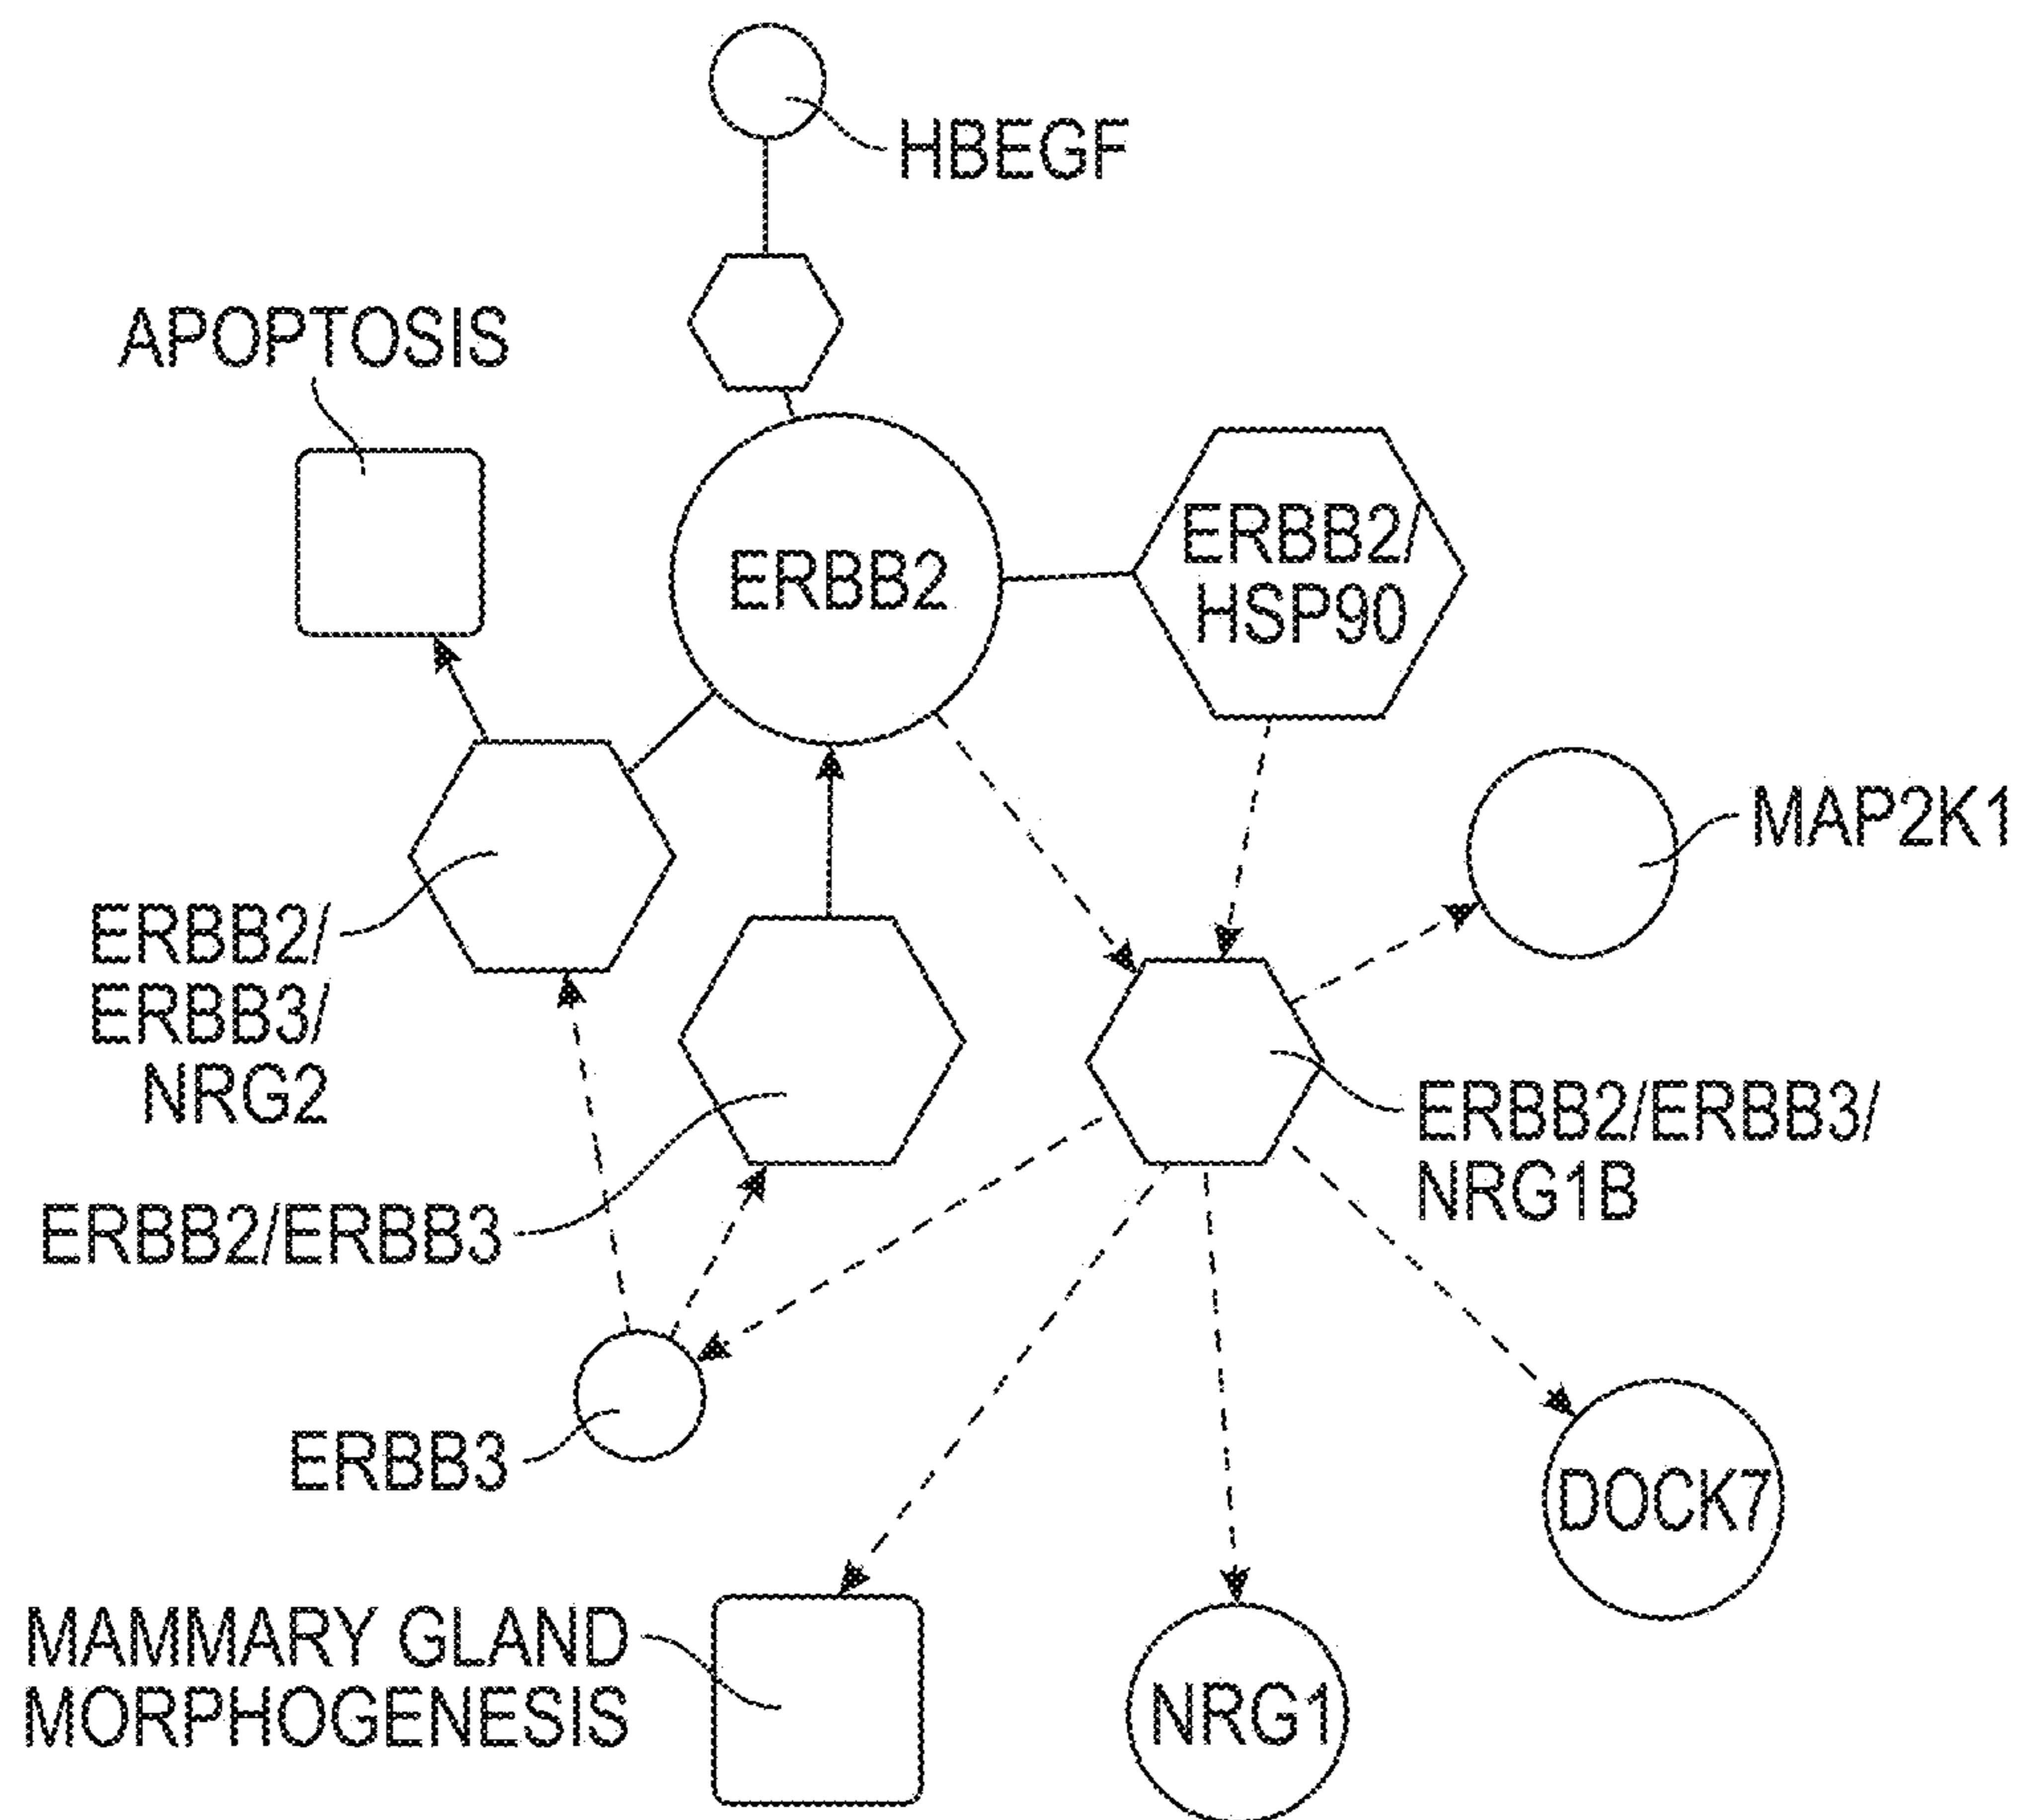 HBEGF
APOPTOSIS
ERBB2
ERBB2/
HSP90
MAP2K1
ERBB2/
ERBB3/
NRG2
ERBB2/ERBB3/
NRG1B
ERBB2/ERBB3
ERBB3
DOCK7
MAMMARY GLAND
MORPHOGENESIS
NRG1